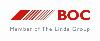 BOC
Member of The Linde Group